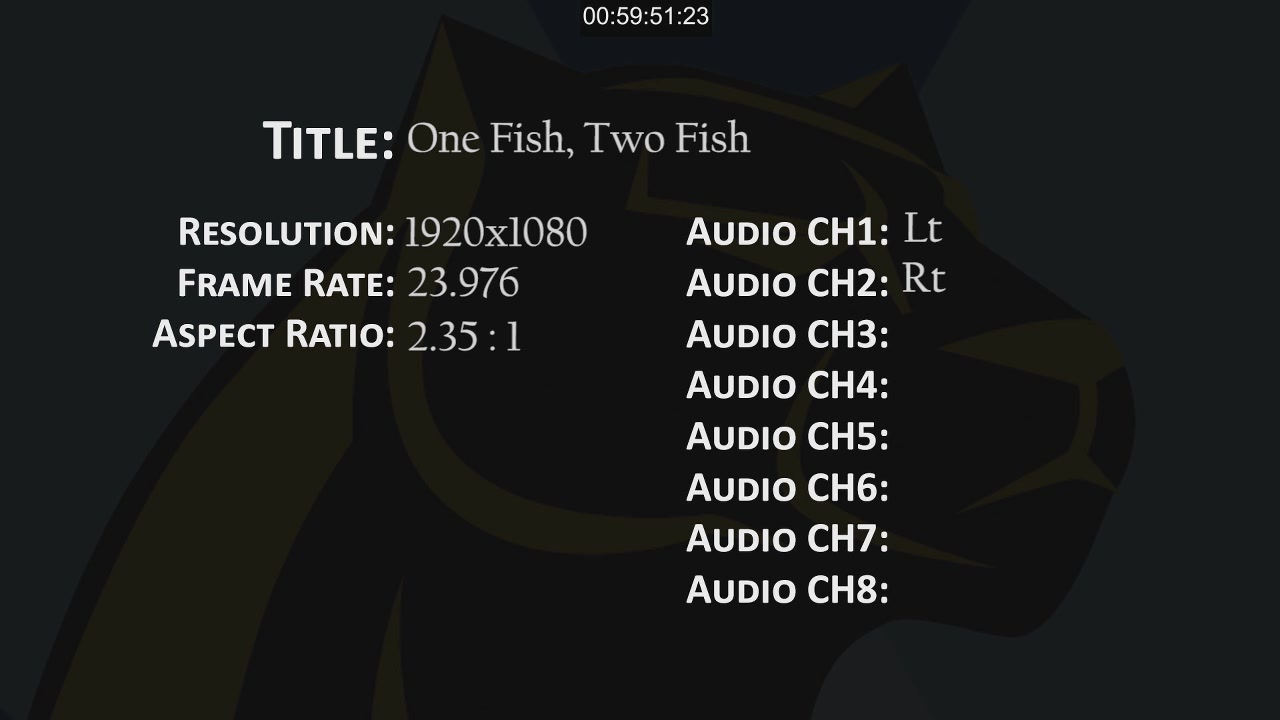 00:59:51:23
Title: One Fish, Two Fish
Resolution: 1920x1080
Frame Rate: 23.976
Aspect Ratio: 2.35 : 1
Audio CH1: Lt
Audio CH2: Rt
Audio CH3:
Audio CH4:
Audio CH5:
Audio CH6:
Audio CH7:
Audio CH8: